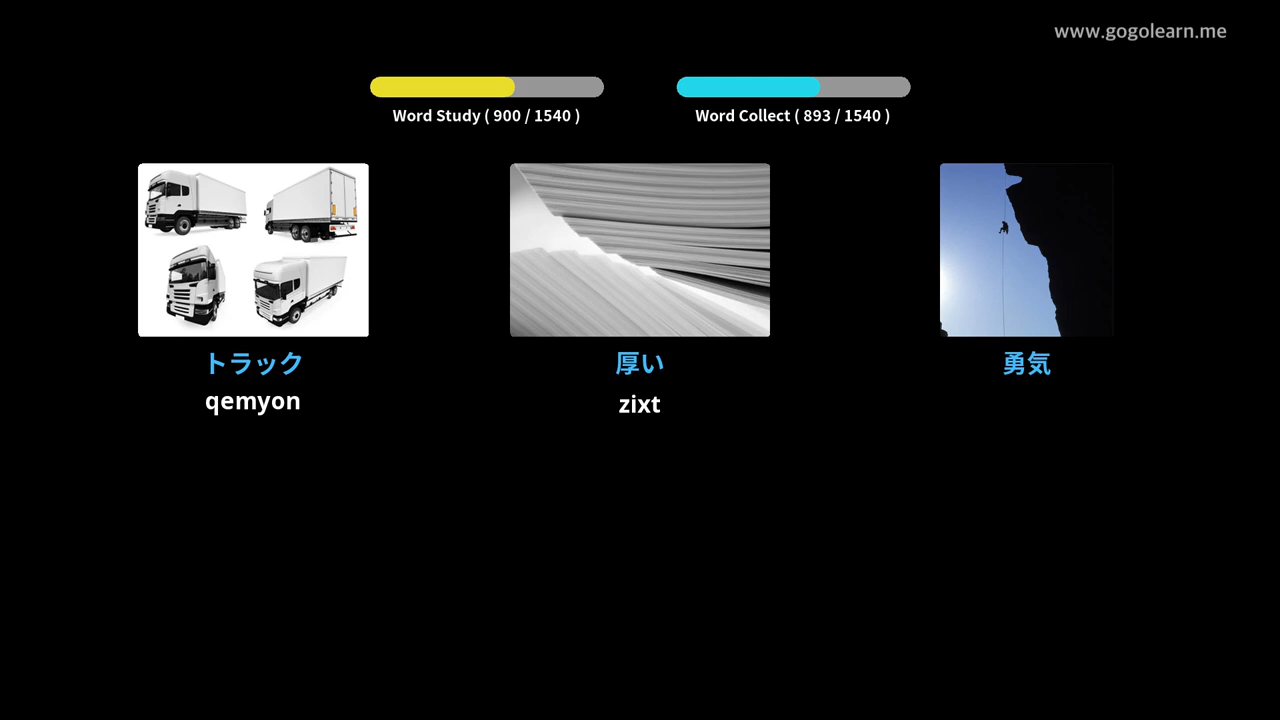 www.gogolearn.me
Word Study ( 900 / 1540 )
Word Collect ( 893 / 1540 )
トラック
qemyon
厚い
zixt
勇気